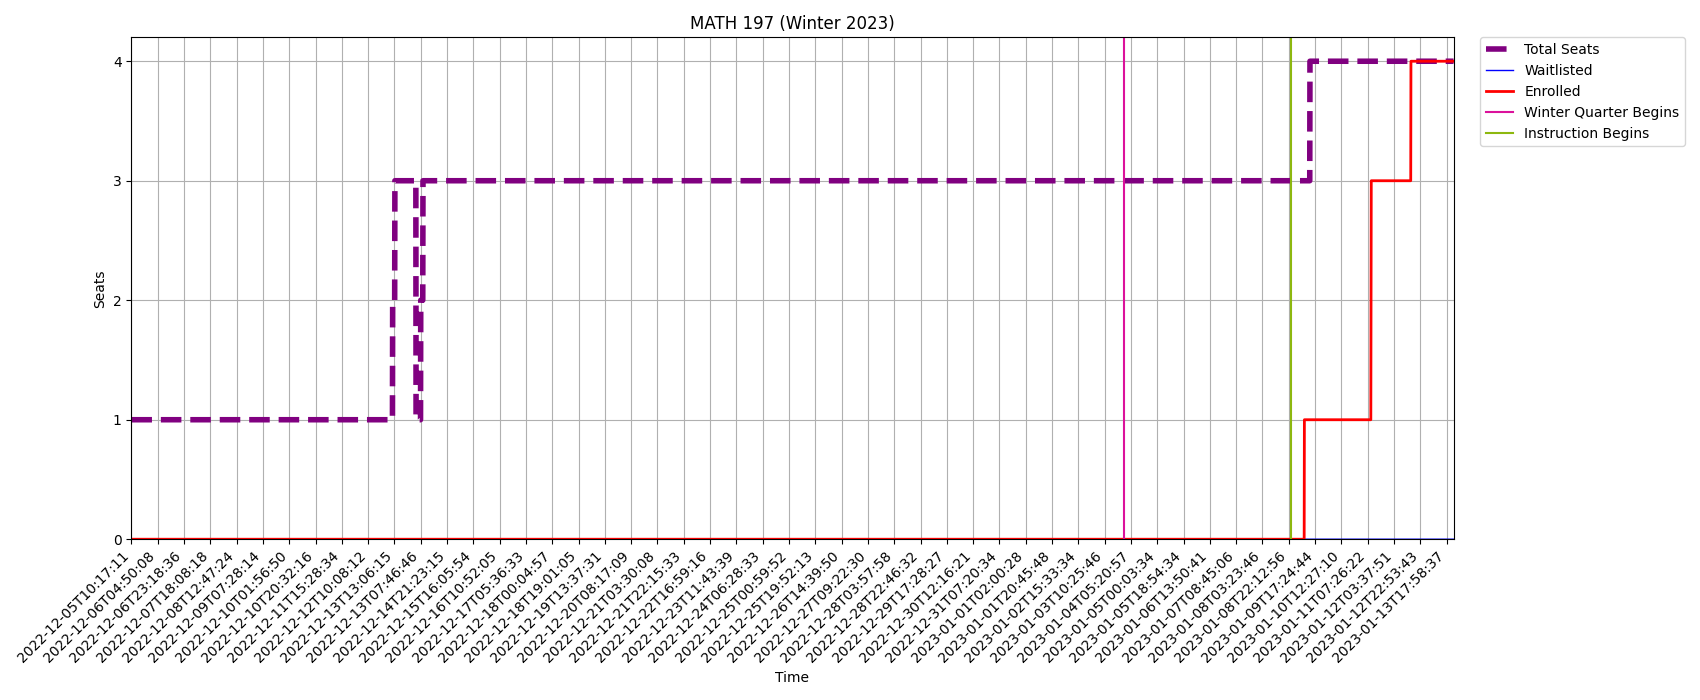 MATH 197 (Winter 2023)
Total Seats
Waitlisted
Enrolled
Winter Quarter Begins
Instruction Begins
Seats
4
3
2
1
0
2022-12-05T10:17:11
2022-12-06T04:50:08
2022-12-06T23:18:36
2022-12-07T18:08:18
2022-12-08T12:47:24
2022-12-09T07:28:14
2022-12-10T01:56:50
2022-12-10T20:32:16
2022-12-11T15:28:34
2022-12-12T10:08:12
2022-12-13T13:06:15
2022-12-13T07:46:46
2022-12-14T21:23:15
2022-12-15T16:05:54
2022-12-16T10:52:05
2022-12-17T05:36:33
2022-12-18T00:04:57
2022-12-18T19:01:05
2022-12-19T13:37:31
2022-12-20T08:17:09
2022-12-21T03:30:08
2022-12-21T22:15:33
2022-12-22T16:59:16
2022-12-23T11:43:39
2022-12-24T06:28:33
2022-12-25T00:59:52
2022-12-25T19:52:13
2022-12-26T14:39:50
2022-12-27T09:22:30
2022-12-28T03:57:58
2022-12-28T22:46:32
2022-12-29T17:28:27
2022-12-30T12:16:21
2022-12-31T07:20:34
2023-01-01T02:00:28
2023-01-01T20:45:48
2023-01-02T15:33:34
2023-01-03T10:25:46
2023-01-04T05:20:57
2023-01-05T00:03:34
2023-01-05T18:54:34
2023-01-06T13:50:41
2023-01-07T08:45:06
2023-01-08T03:23:46
2023-01-08T22:12:56
2023-01-09T17:24:44
2023-01-10T12:27:10
2023-01-11T07:26:22
2023-01-12T03:37:51
2023-01-12T22:53:43
2023-01-13T17:58:37
Time